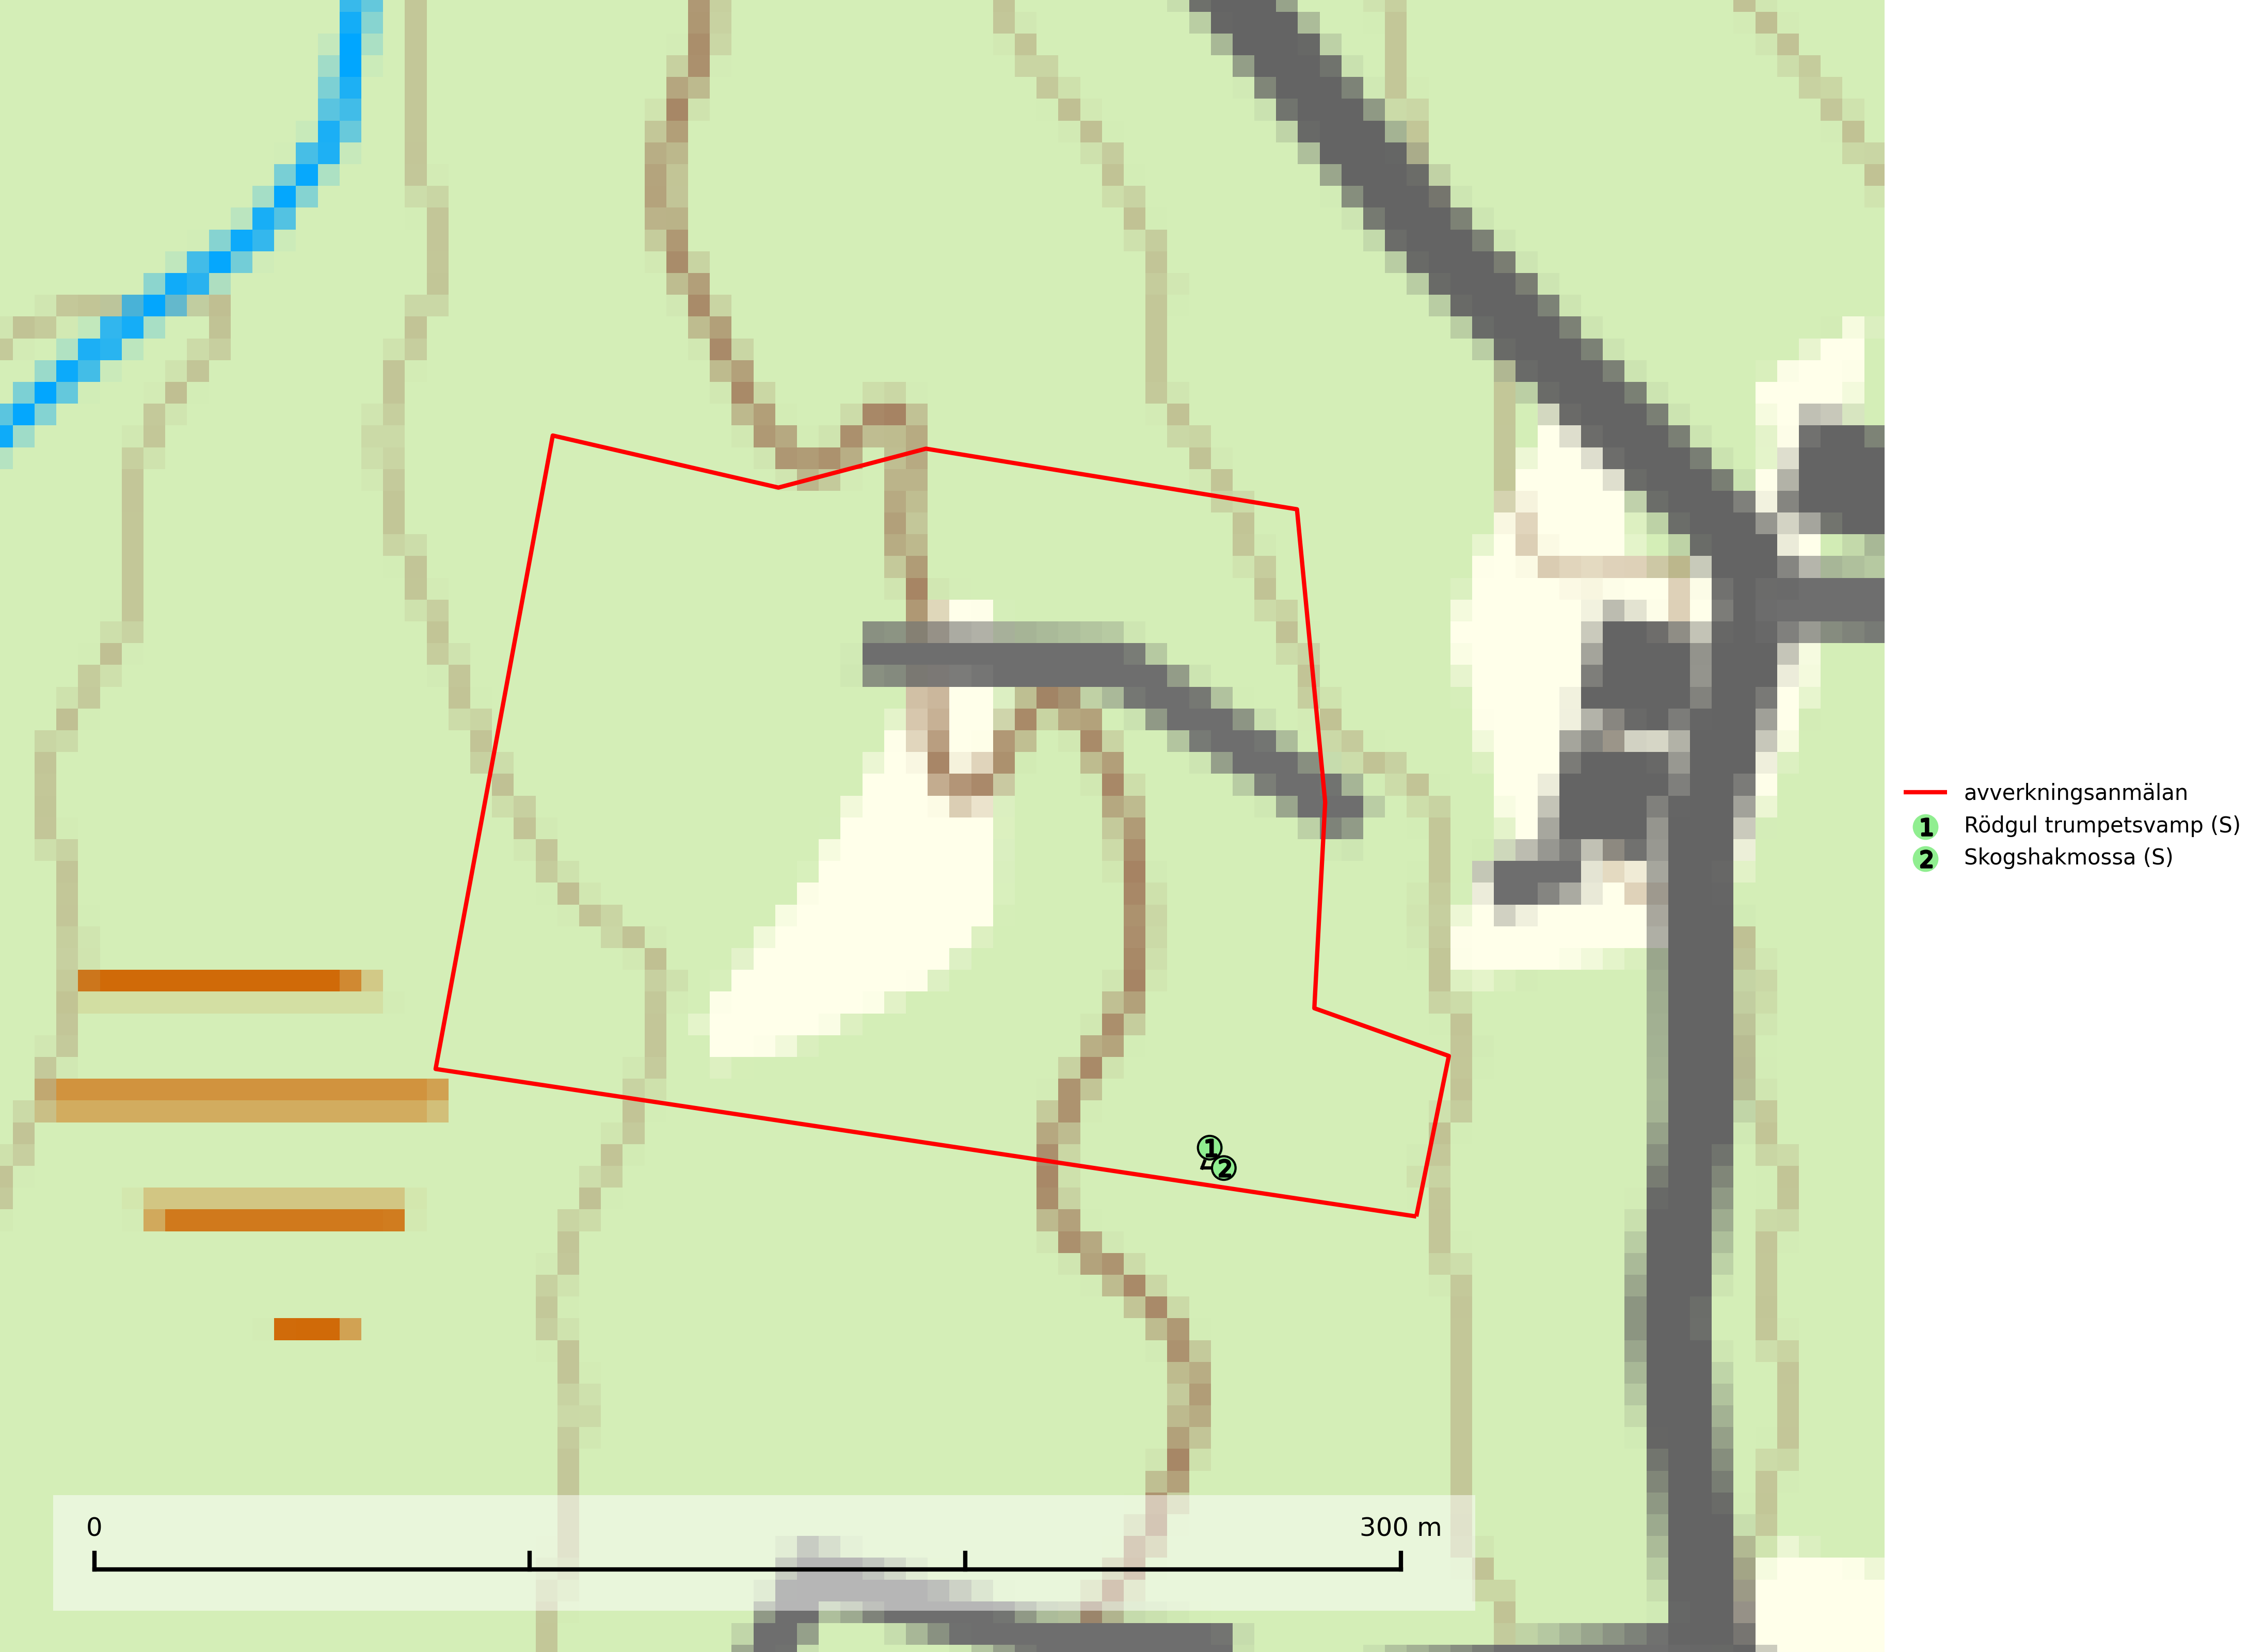 avverkningsanmälan
1 Rödgul trumpetsvamp (S)
2 Skogshakmossa (S)
1
2
0 300 m